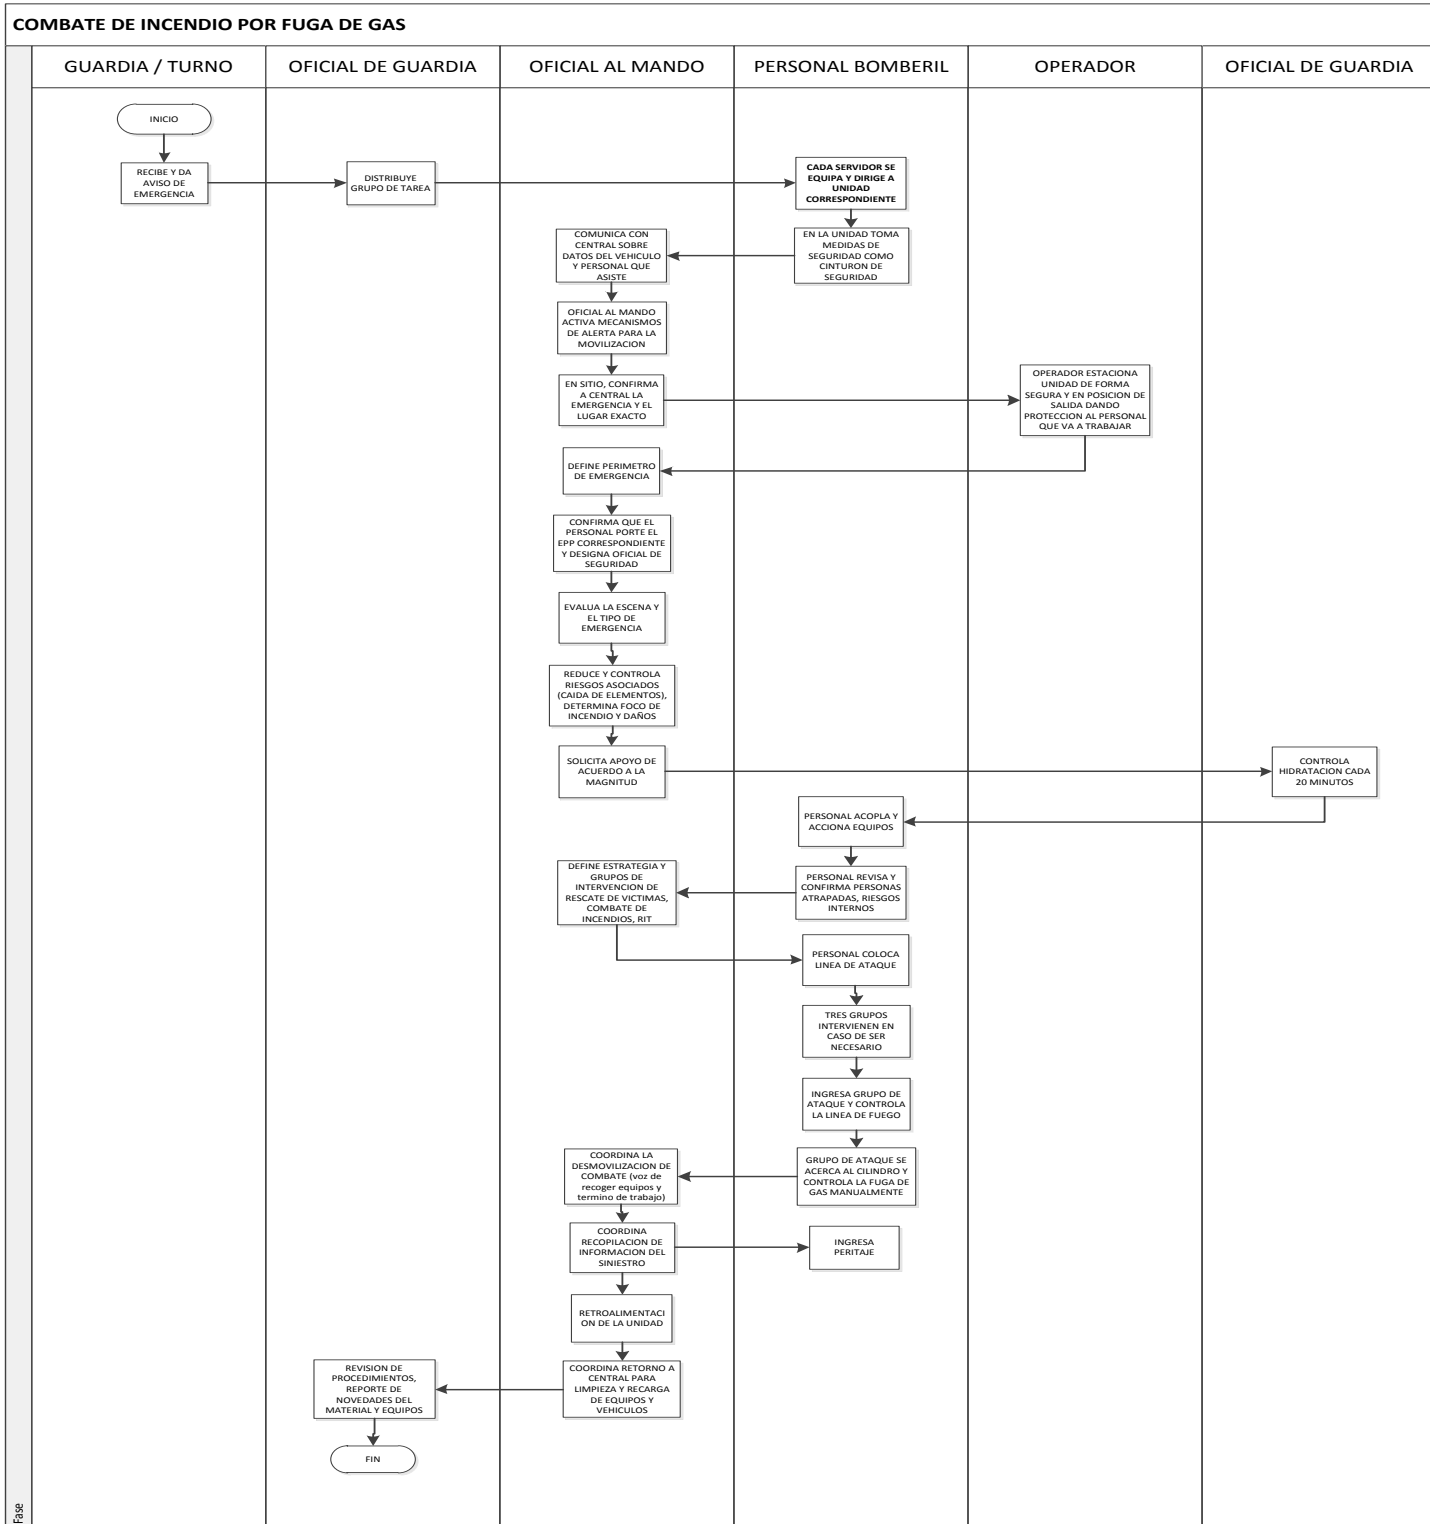 COMBATE DE INCENDIO POR FUGA DE GAS
GUARDIA / TURNO
OFICIAL DE GUARDIA
OFICIAL AL MANDO
PERSONAL BOMBERIL
OPERADOR
OFICIAL DE GUARDIA
INICIO
RECIBE Y DA
AVISO DE
EMERGENCIA
DISTRIBUYE
GRUPO DE TAREA
CADA SERVIDOR SE
EQUIPA Y DIRIGE A
UNIDAD
CORRESPONDIENTE
EN LA UNIDAD TOMA
MEDIDAS DE
SEGURIDAD COMO
CINTURON DE
SEGURIDAD
COMUNICA CON
CENTRAL SOBRE
DATOS DEL VEHICULO
Y PERSONAL QUE
ASISTE
OFICIAL AL MANDO
ACTIVA MECANISMOS
DE ALERTA PARA LA
MOVILIZACION
EN SITIO, CONFIRMA
A CENTRAL LA
EMERGENCIA Y EL
LUGAR EXACTO
OPERADOR ESTACIONA
UNIDAD DE FORMA
SEGURA Y EN POSICION DE
SALIDA DANDO
PROTECCION AL PERSONAL
QUE VA A TRABAJAR
DEFINE PERIMETRO
DE EMERGENCIA
CONFIRMA QUE EL
PERSONAL PORTE EL
EPP CORRESPONDIENTE
Y DESIGNA OFICIAL DE
SEGURIDAD
EVALUA LA ESCENA Y
EL TIPO DE
EMERGENCIA
REDUCE Y CONTROLA
RIESGOS ASOCIADOS
(CAIDA DE ELEMENTOS),
DETERMINA FOCO DE
INCENDIO Y DAÑOS
SOLICITA APOYO DE
ACUERDO A LA
MAGNITUD
CONTROLA
HIDRATACION CADA
20 MINUTOS
PERSONAL ACOPLA Y
ACCIONA EQUIPOS
PERSONAL REVISA Y
CONFIRMA PERSONAS
ATRAPADAS, RIESGOS
INTERNOS
DEFINE ESTRATEGIA Y
GRUPOS DE
INTERVENCION DE
RESCATE DE VICTIMAS,
COMBATE DE
INCENDIOS, RIT
PERSONAL COLOCA
LINEA DE ATAQUE
TRES GRUPOS
INTERVIENEN EN
CASO DE SER
NECESARIO
INGRESA GRUPO DE
ATAQUE Y CONTROLA
LA LINEA DE FUEGO
GRUPO DE ATAQUE SE
ACERCA AL CILINDRO Y
CONTROLA LA FUGA DE
GAS MANUALMENTE
COORDINA LA
DESMOVILIZACION DE
COMBATE (voz de
recoger equipos y
termino de trabajo)
COORDINA
RECOPILACION DE
INFORMACION DEL
SINIESTRO
INGRESA
PERITAJE
RETROALIMENTACI
ON DE LA UNIDAD
COORDINA RETORNO A
CENTRAL PARA
LIMPIEZA Y RECARGA
DE EQUIPOS Y
VEHICULOS
REVISION DE
PROCEDIMIENTOS,
REPORTE DE
NOVEDADES DEL
MATERIAL Y EQUIPOS
FIN
Fase